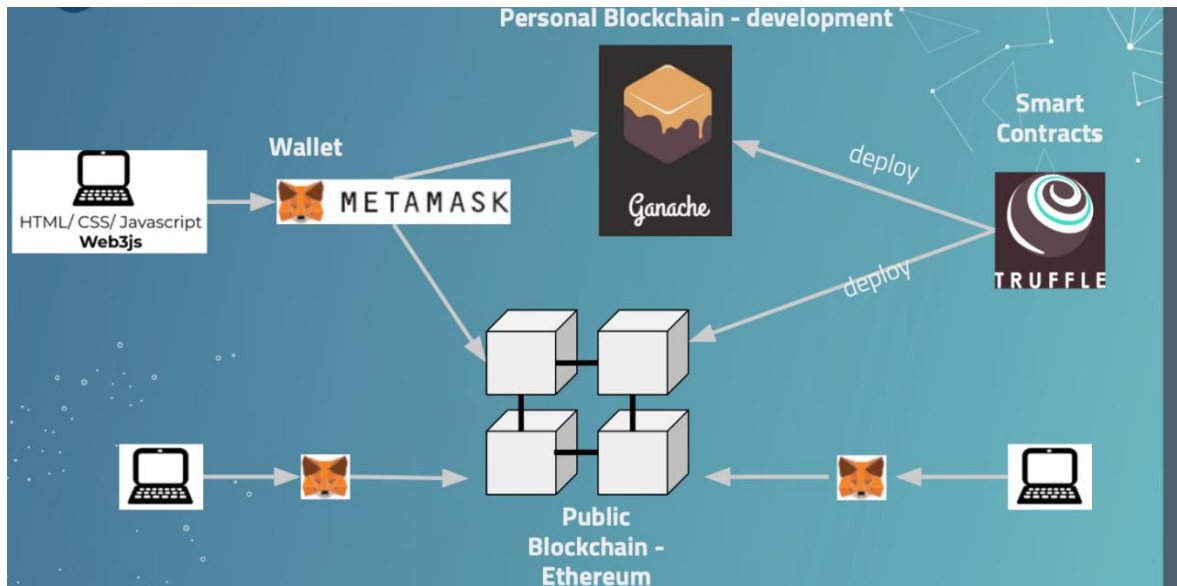 Personal Blockchain - development
Smart
Contracts
Wallet
deploy
METAMASK
HTML/ CSS/ Javascript
Web3js
Ganache
TRUFFLE
deploy
Public
Blockchain -
Ethereum